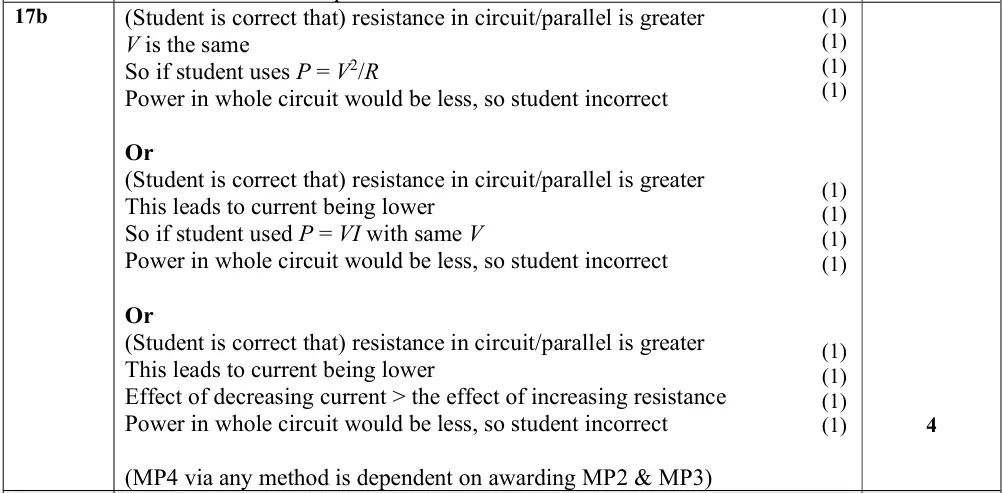 17b
(Student is correct that) resistance in circuit/parallel is greater (1)
V is the same (1)
So if student uses P = V²/R (1)
Power in whole circuit would be less, so student incorrect (1)
Or
(Student is correct that) resistance in circuit/parallel is greater (1)
This leads to current being lower (1)
So if student used P = VI with same V (1)
Power in whole circuit would be less, so student incorrect (1)
Or
(Student is correct that) resistance in circuit/parallel is greater (1)
This leads to current being lower (1)
Effect of decreasing current > the effect of increasing resistance (1)
Power in whole circuit would be less, so student incorrect (1) 4
(MP4 via any method is dependent on awarding MP2 & MP3)